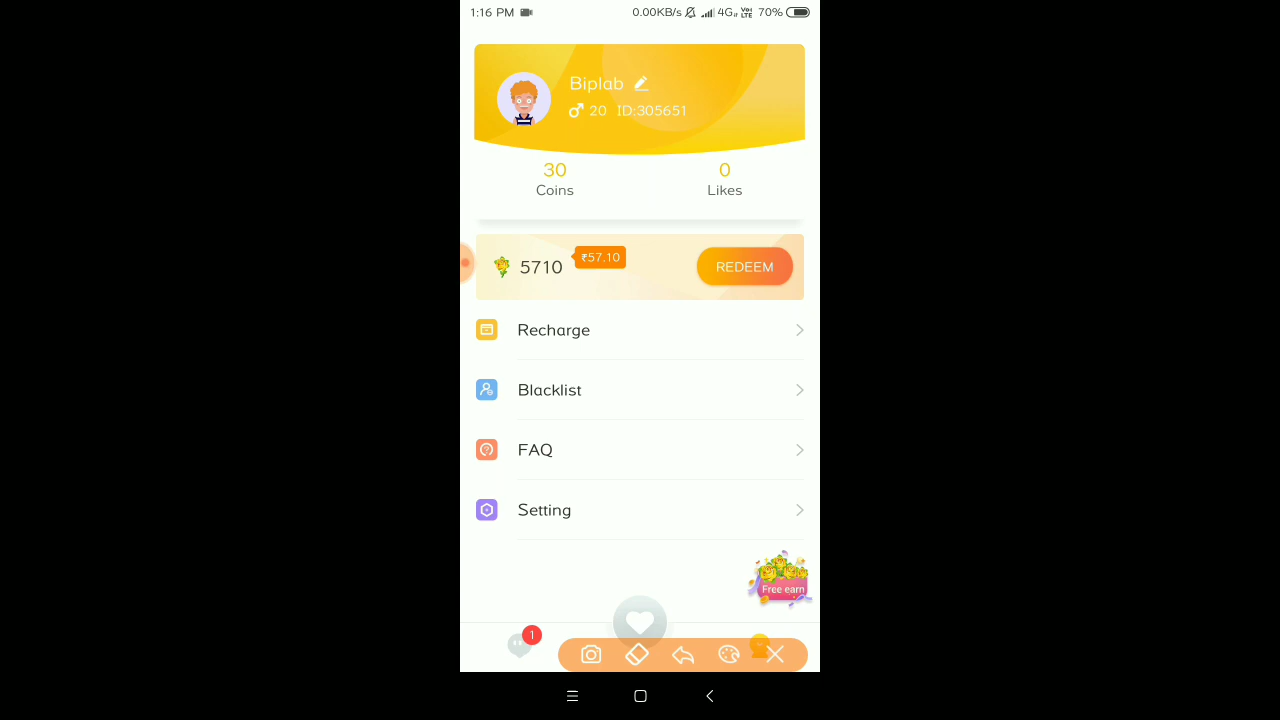 1:16 PM 0.00KB/s 4G VoLTE 70%
Biplab
20 ID:305651
30 0
Coins Likes
5710 ₹57.10 REDEEM
Recharge
Blacklist
FAQ
Setting
Free earn
1